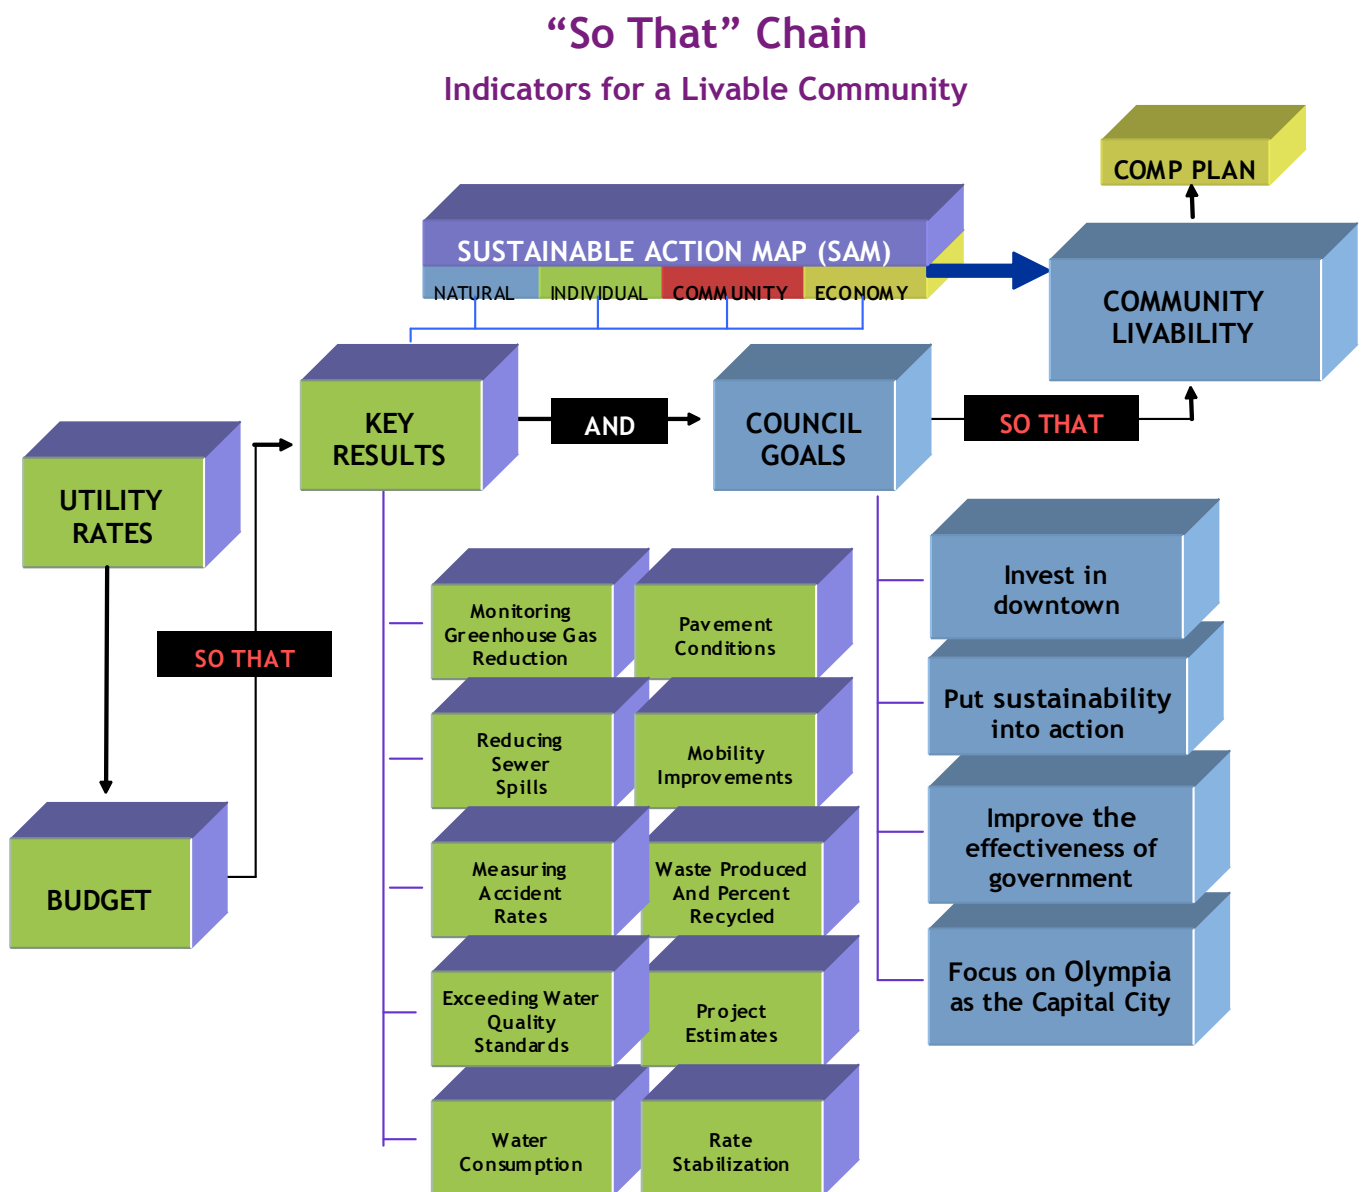 “So That” Chain
Indicators for a Livable Community
COMP PLAN
SUSTAINABLE ACTION MAP (SAM)
NATURAL
INDIVIDUAL
COMMUNITY
ECONOMY
COMMUNITY
LIVABILITY
KEY
RESULTS
AND
COUNCIL
GOALS
SO THAT
UTILITY
RATES
SO THAT
BUDGET
Monitoring
Greenhouse Gas
Reduction
Pavement
Conditions
Reducing
Sewer
Spills
Mobility
Improvements
Measuring
Accident
Rates
Waste Produced
And Percent
Recycled
Exceeding Water
Quality
Standards
Project
Estimates
Water
Consumption
Rate
Stabilization
Invest in
downtown
Put sustainability
into action
Improve the
effectiveness of
government
Focus on Olympia
as the Capital City